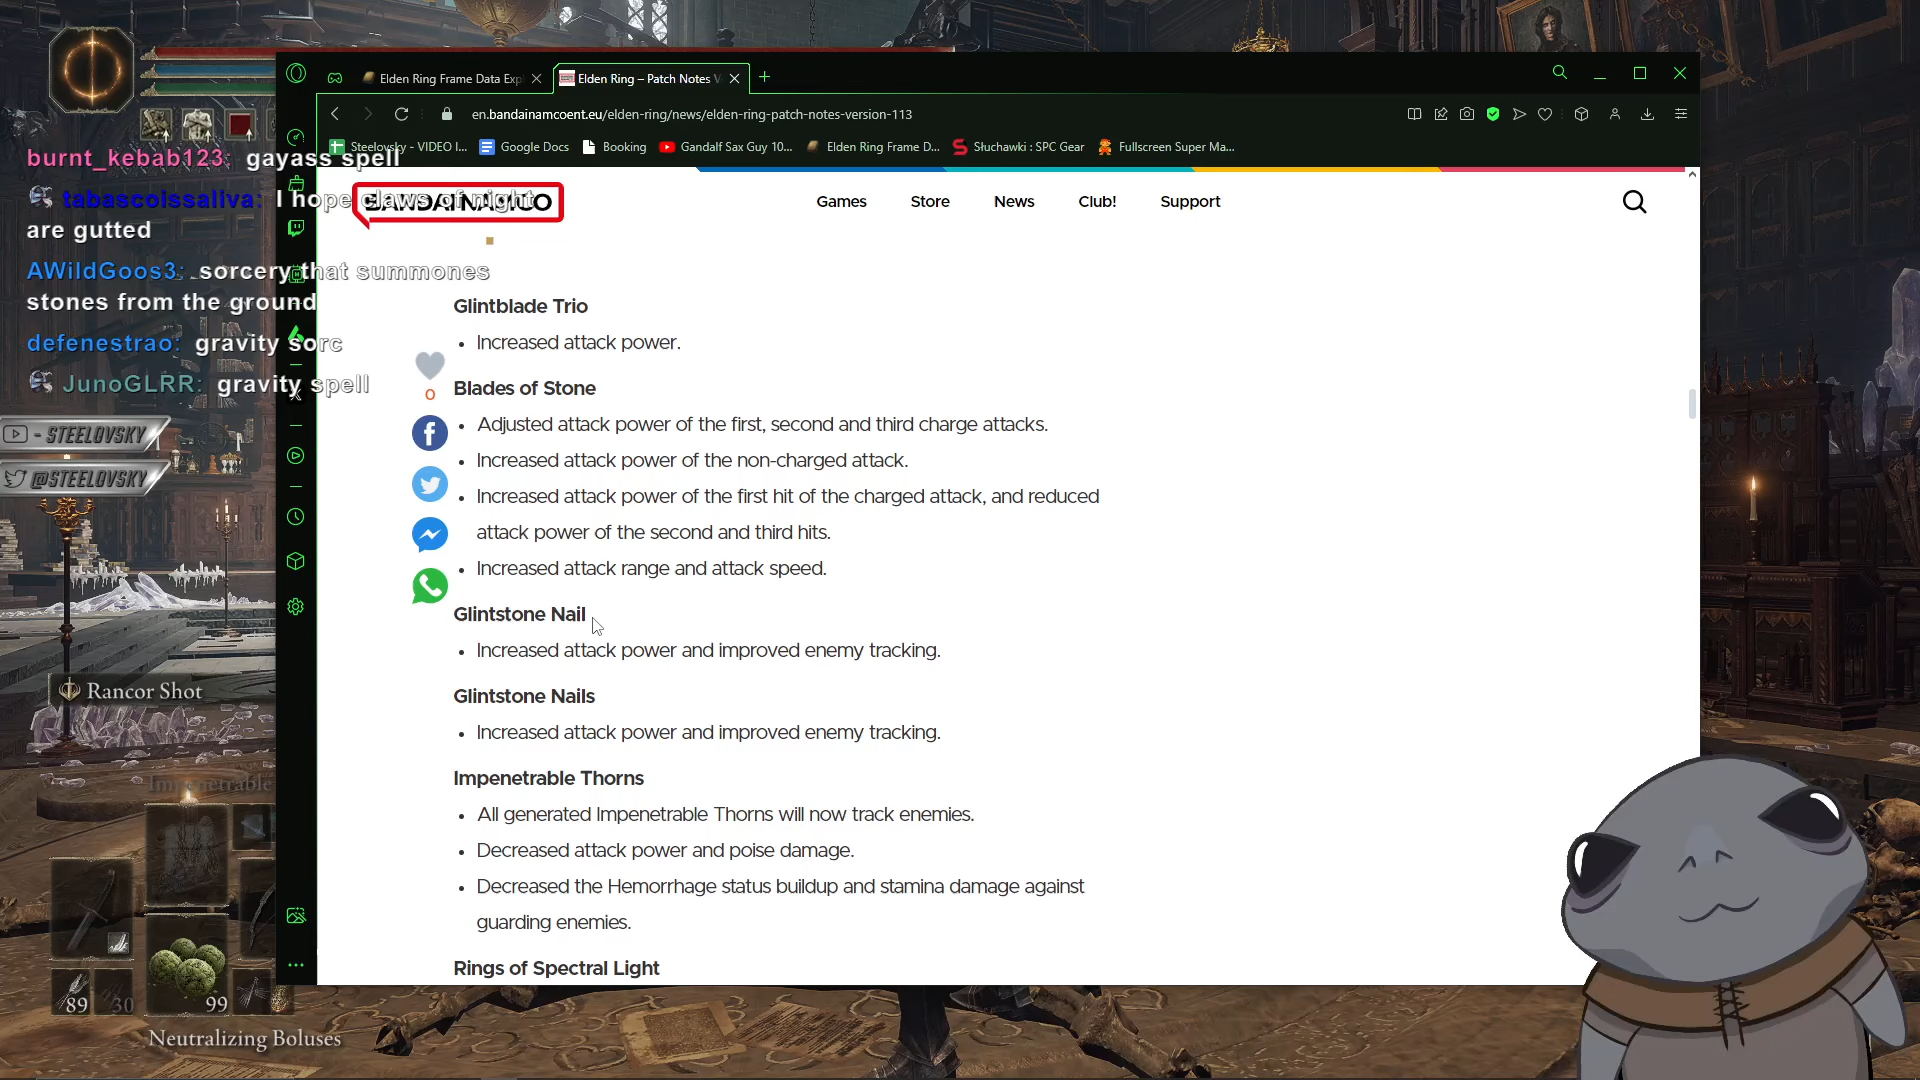 Elden Ring Frame Data Exp
Elden Ring – Patch Notes V
en.bandainamcoent.eu/elden-ring/news/elden-ring-patch-notes-version-113
Steelovsky - VIDEO I...
Google Docs
Booking
Gandalf Sax Guy 10...
Elden Ring Frame D...
Słuchawki : SPC Gear
Fullscreen Super Ma...
burnt_kebab123: gayass spell
tabascoissaliva: I hope claws of night
are gutted
AWildGoos3: sorcery that summones
stones from the ground
defenestrao: gravity sorc
JunoGLRR: gravity spell
- STEELOVSKY
@STEELOVSKY
BANDAI NAMCO
Games
Store
News
Club!
Support
Glintblade Trio
• Increased attack power.
0
Blades of Stone
• Adjusted attack power of the first, second and third charge attacks.
• Increased attack power of the non-charged attack.
• Increased attack power of the first hit of the charged attack, and reduced
attack power of the second and third hits.
• Increased attack range and attack speed.
Glintstone Nail
• Increased attack power and improved enemy tracking.
Glintstone Nails
• Increased attack power and improved enemy tracking.
Impenetrable Thorns
• All generated Impenetrable Thorns will now track enemies.
• Decreased attack power and poise damage.
• Decreased the Hemorrhage status buildup and stamina damage against
guarding enemies.
Rings of Spectral Light
Rancor Shot
Impenetrable
89
30
99
Neutralizing Boluses